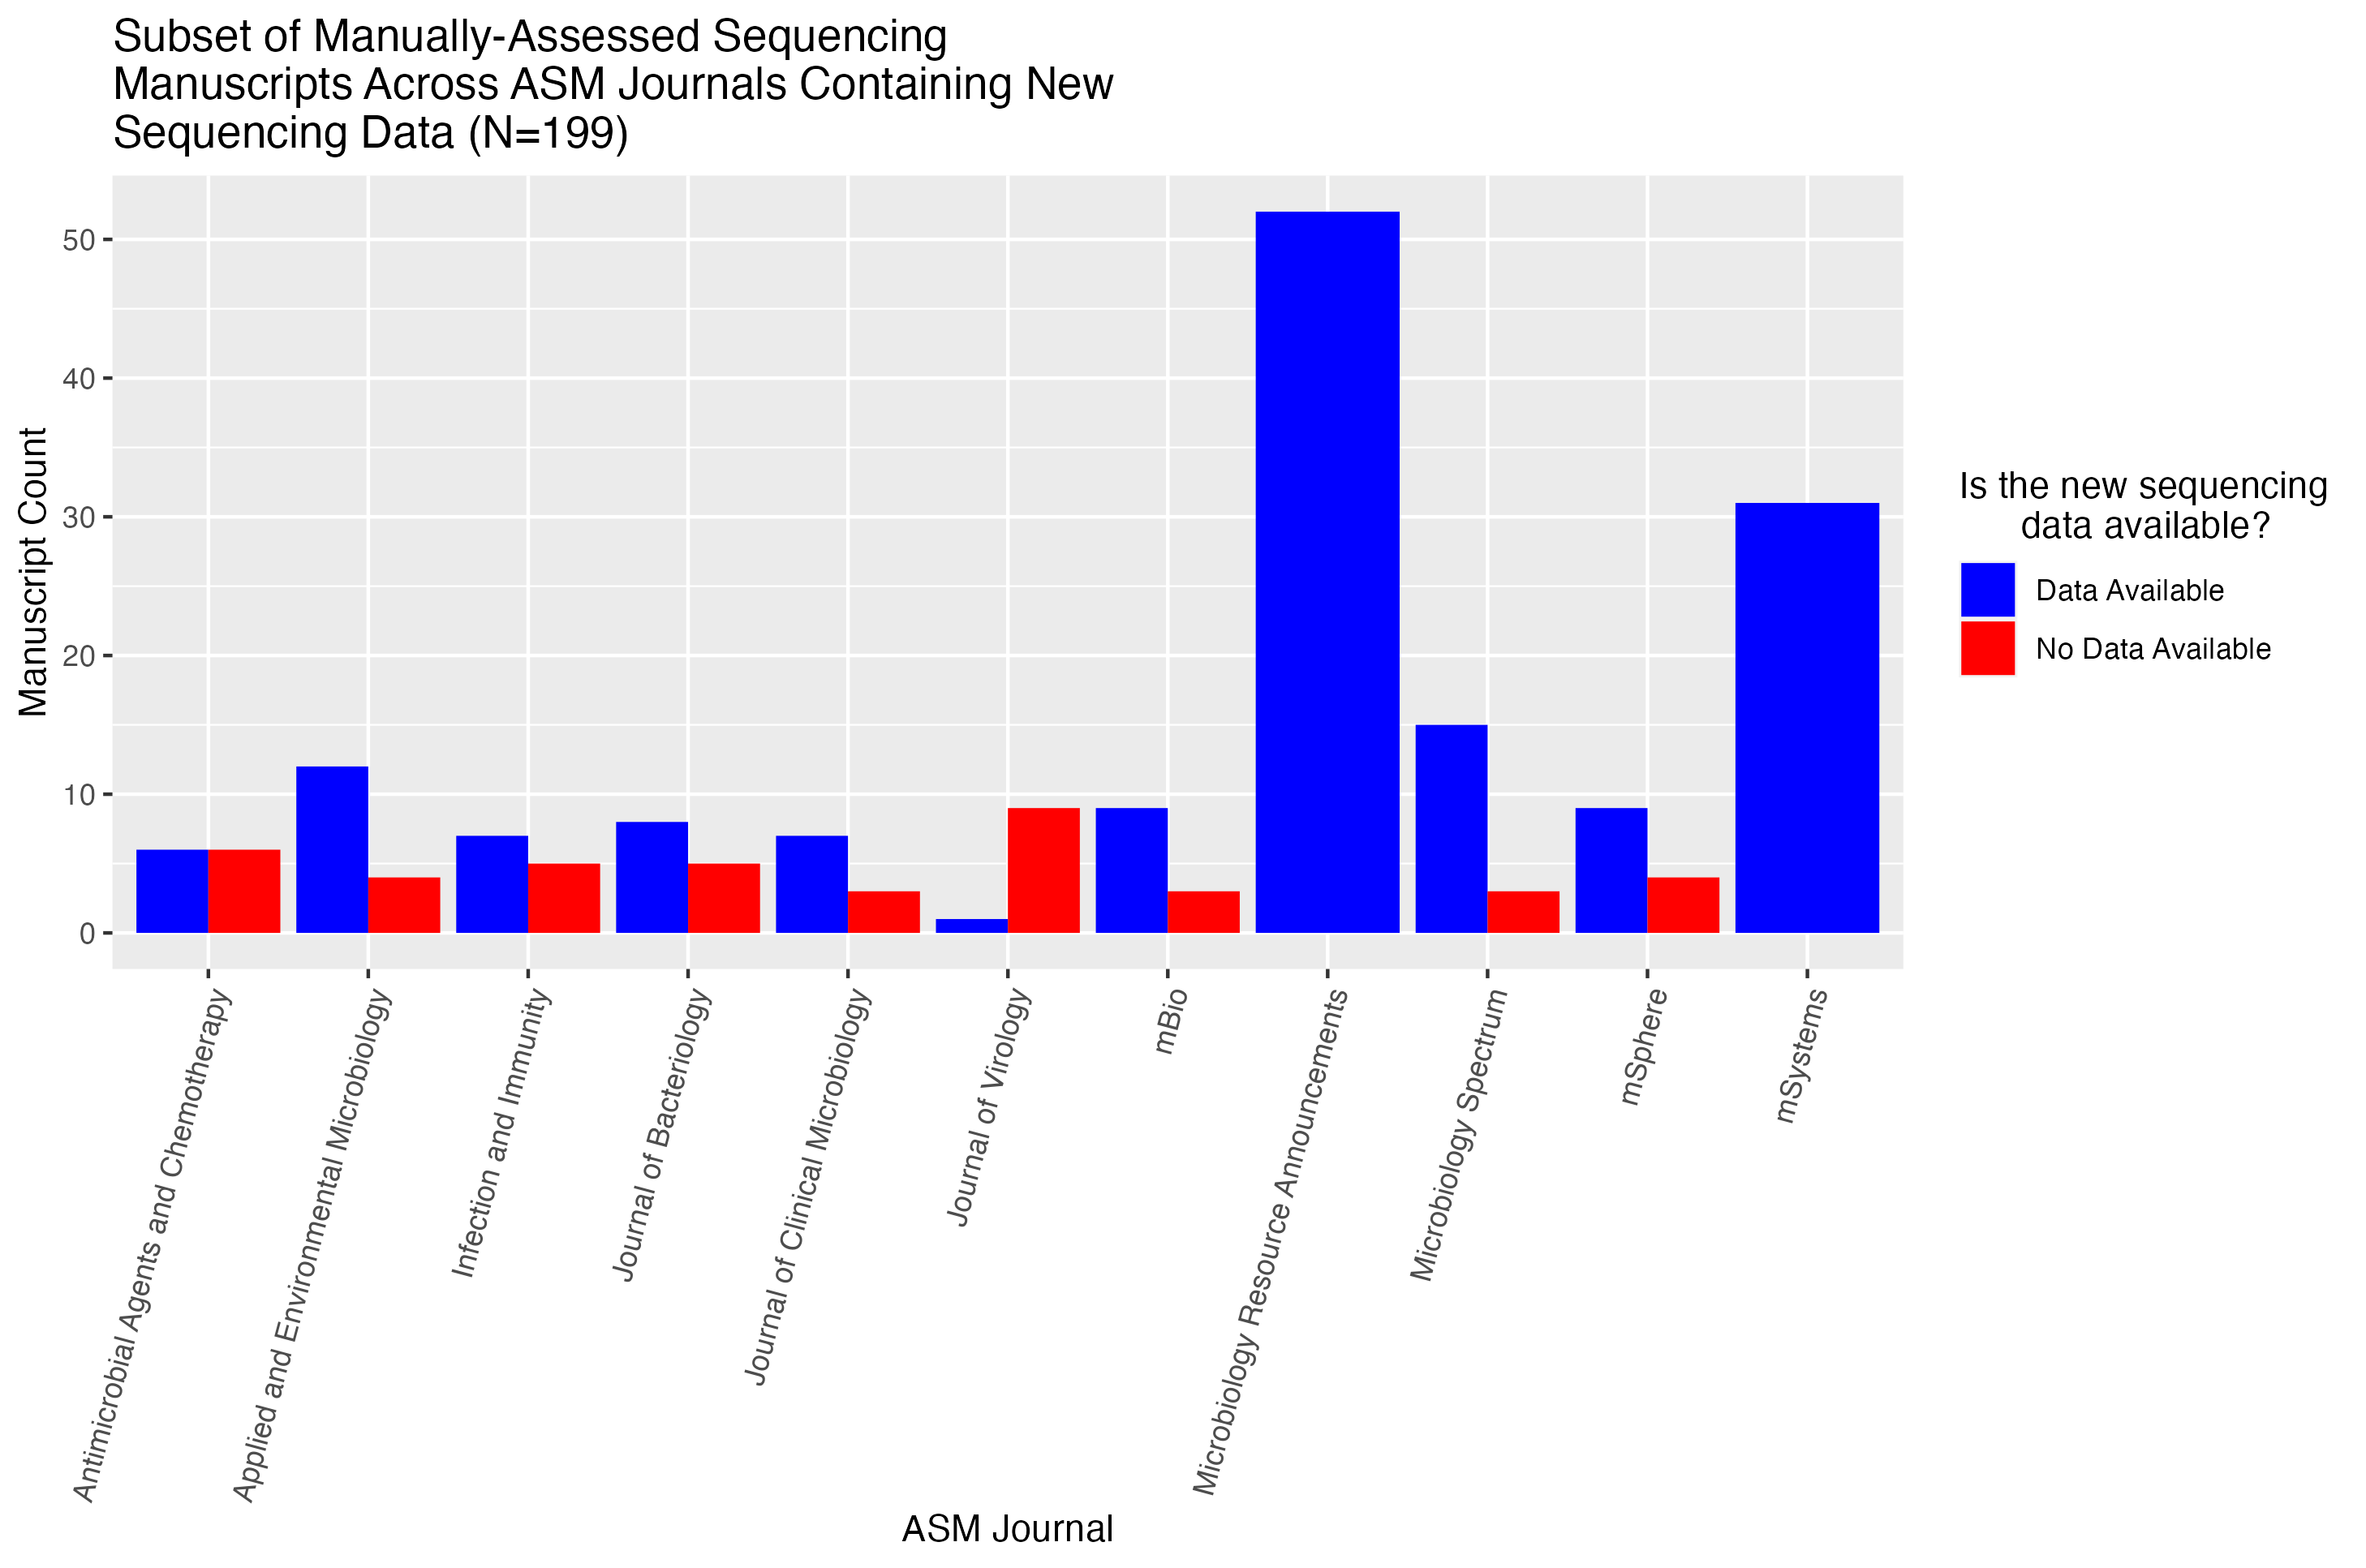 Subset of Manually-Assessed Sequencing
Manuscripts Across ASM Journals Containing New
Sequencing Data (N=199)
Manuscript Count
50
40
30
20
10
0
Antimicrobial Agents and Chemotherapy
Applied and Environmental Microbiology
Infection and Immunity
Journal of Bacteriology
Journal of Clinical Microbiology
Journal of Virology
mBio
Microbiology Resource Announcements
Microbiology Spectrum
mSphere
mSystems
ASM Journal
Is the new sequencing
data available?
Data Available
No Data Available